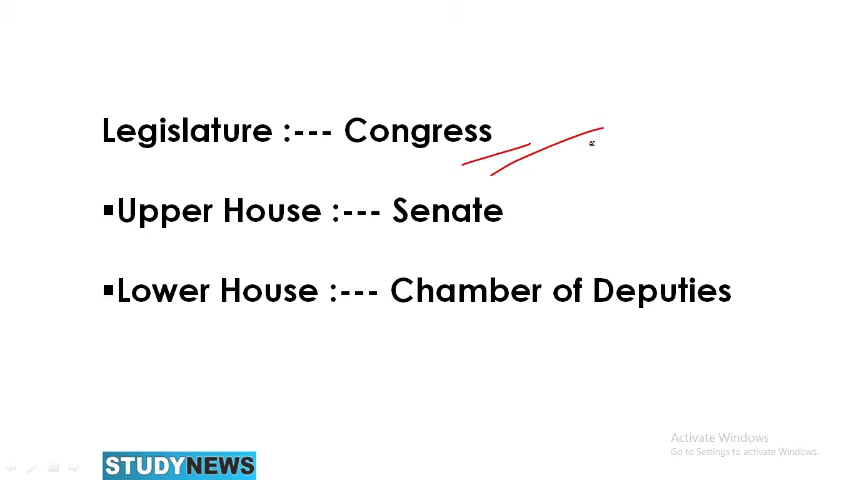 Legislature :--- Congress
▪Upper House :--- Senate
▪Lower House :--- Chamber of Deputies
Activate Windows
Go to Settings to activate Windows.
STUDYNEWS